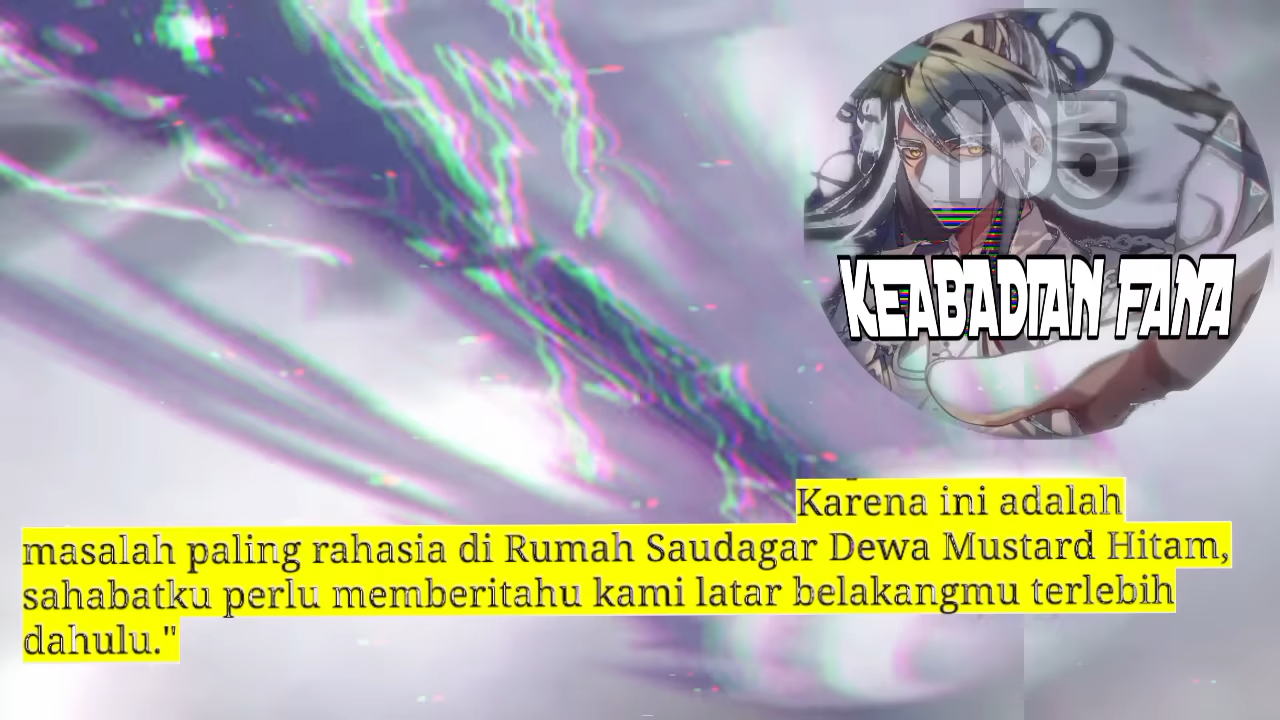 105
KEABADIAN FANA
Karena ini adalah
masalah paling rahasia di Rumah Saudagar Dewa Mustard Hitam,
sahabatku perlu memberitahu kami latar belakangmu terlebih
dahulu."